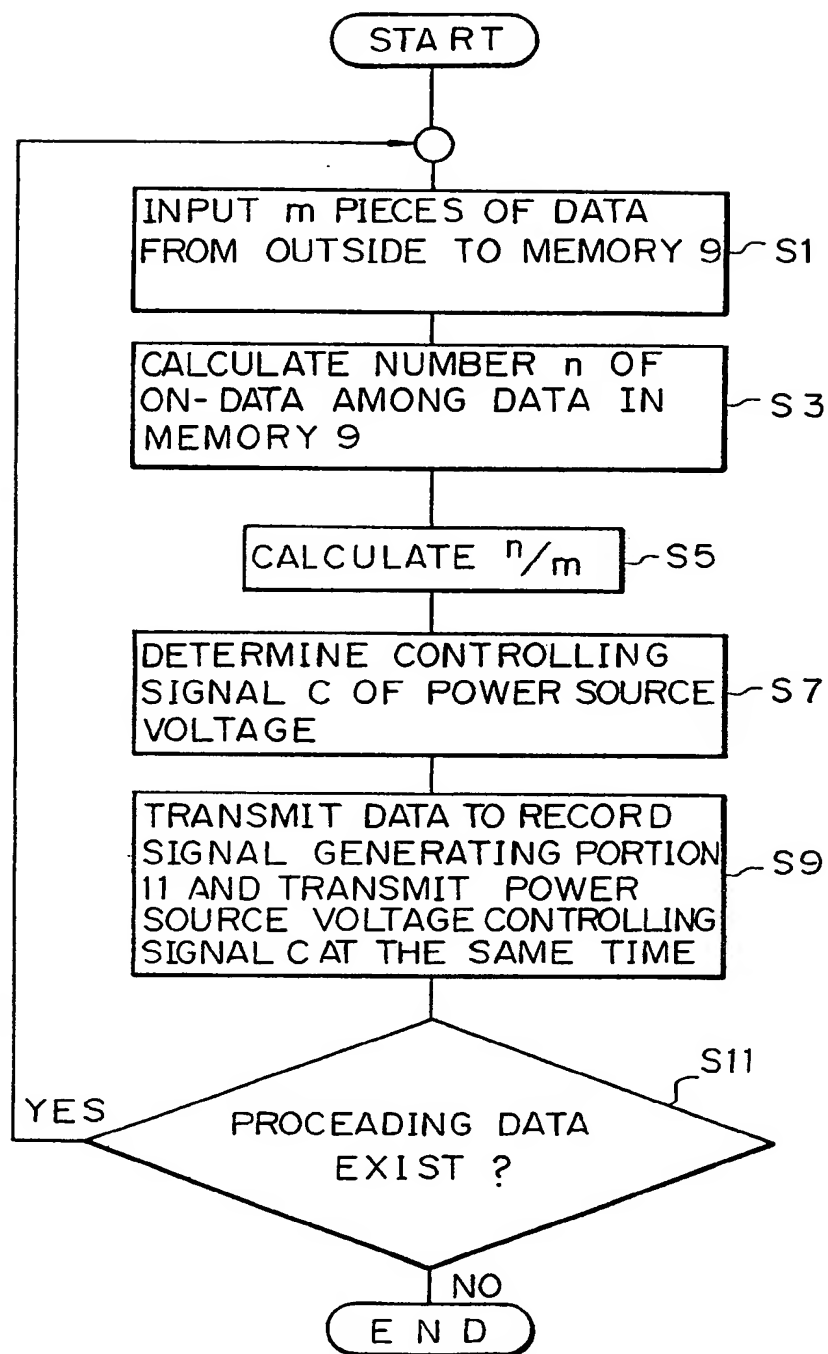 START
INPUT m PIECES OF DATA
FROM OUTSIDE TO MEMORY 9
S1
CALCULATE NUMBER n OF
ON-DATA AMONG DATA IN
MEMORY 9
S3
CALCULATE n/m
S5
DETERMINE CONTROLLING
SIGNAL C OF POWER SOURCE
VOLTAGE
S7
TRANSMIT DATA TO RECORD
SIGNAL GENERATING PORTION
11 AND TRANSMIT POWER
SOURCE VOLTAGE CONTROLLING
SIGNAL C AT THE SAME TIME
S9
S11
YES
PROCEADING DATA
EXIST ?
NO
END